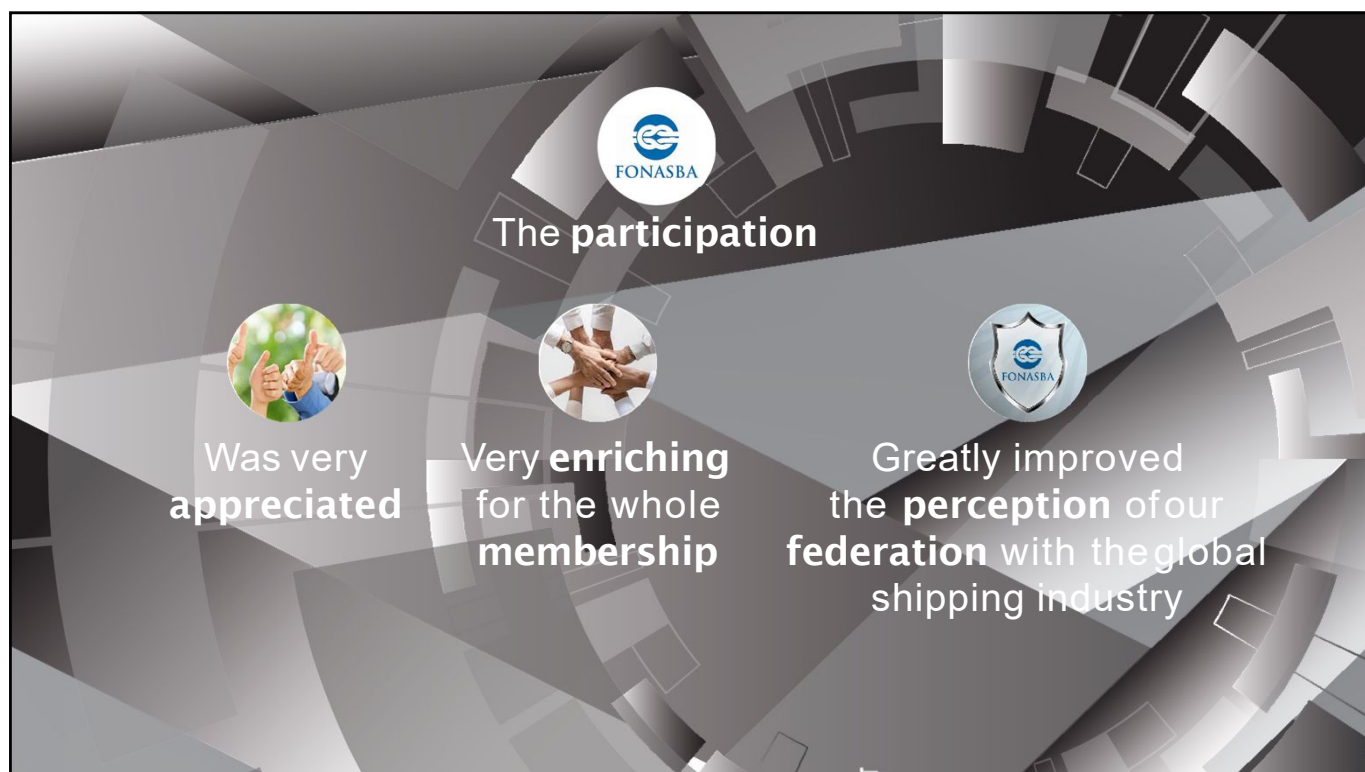 FONASBA
The participation
Was very
appreciated
Very enriching
for the whole
membership
FONASBA
Greatly improved
the perception ofour
federation with theglobal
shipping industry